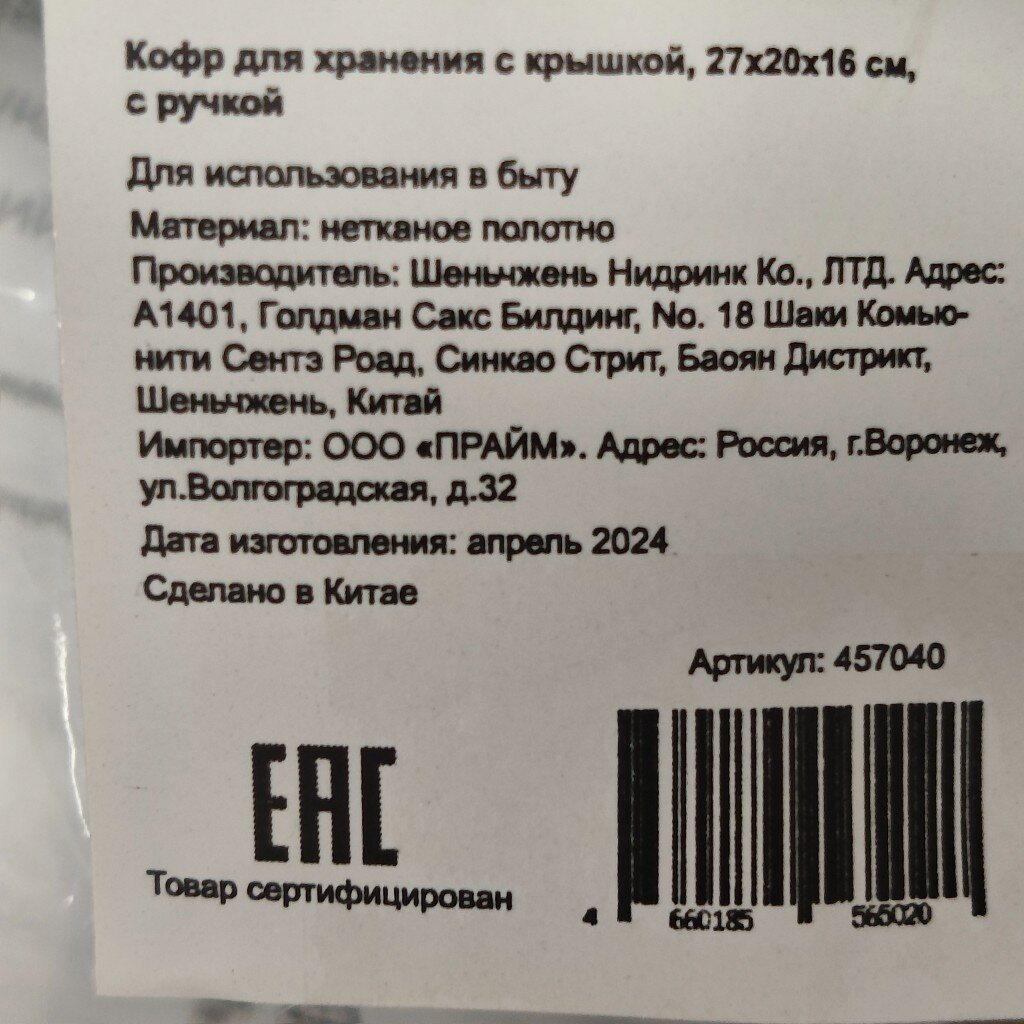 Кофр для хранения с крышкой, 27х20х16 см,
с ручкой
Для использования в быту
Материал: нетканое полотно
Производитель: Шеньчжень Нидринк Ко., ЛТД. Адрес:
А1401, Голдман Сакс Билдинг, No. 18 Шаки Комью-
нити Сентэ Роад, Синкао Стрит, Баоян Дистрикт,
Шеньчжень, Китай
Импортер: ООО «ПРАЙМ». Адрес: Россия, г.Воронеж,
ул.Волгоградская, д.32
Дата изготовления: апрель 2024
Сделано в Китае
Артикул: 457040
ЕАС
Товар сертифицирован
4 660185 565020